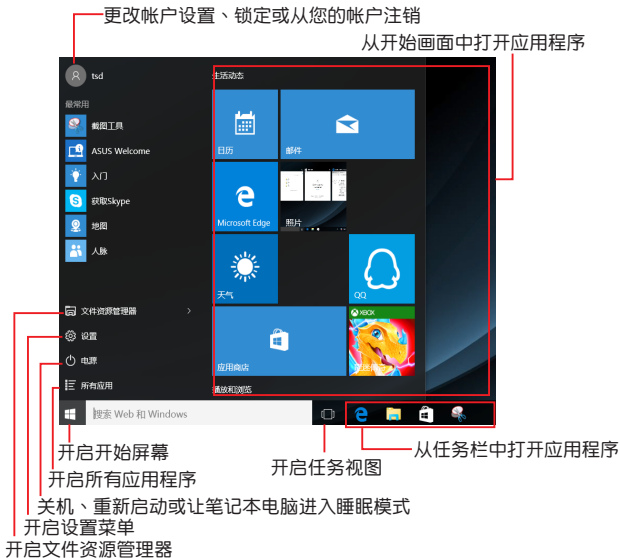 更改帐户设置、锁定或从您的帐户注销
从开始画面中打开应用程序
tsd
生活动态
最常用
截图工具
ASUS Welcome
入门
获取Skype
地图
人脉
日历
邮件
Microsoft Edge
照片
天气
QQ
应用商店
XBOX
播放和浏览
文件资源管理器
设置
电源
所有应用
搜索 Web 和 Windows
开启开始屏幕
开启所有应用程序
开启任务视图
从任务栏中打开应用程序
关机、重新启动或让笔记本电脑进入睡眠模式
开启设置菜单
开启文件资源管理器